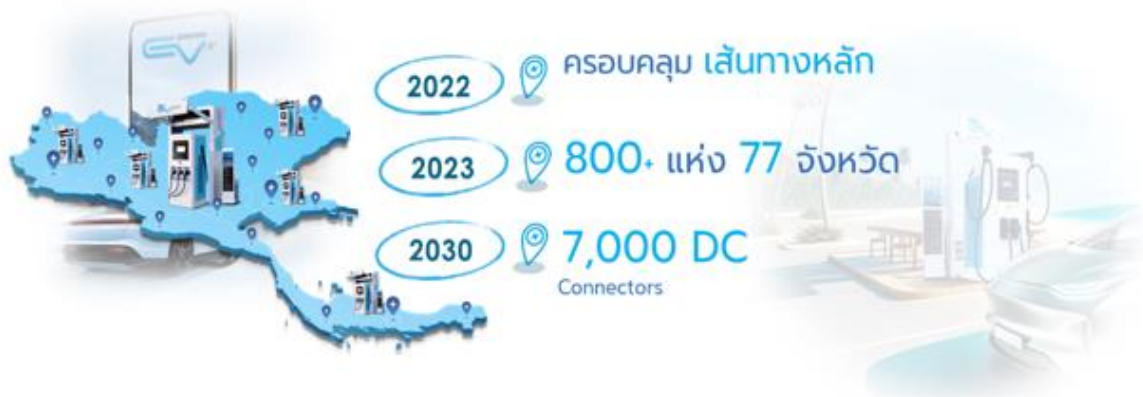 EV
2022
ครอบคลุม เส้นทางหลัก
2023
800+ แห่ง 77 จังหวัด
2030
7,000 DC
Connectors